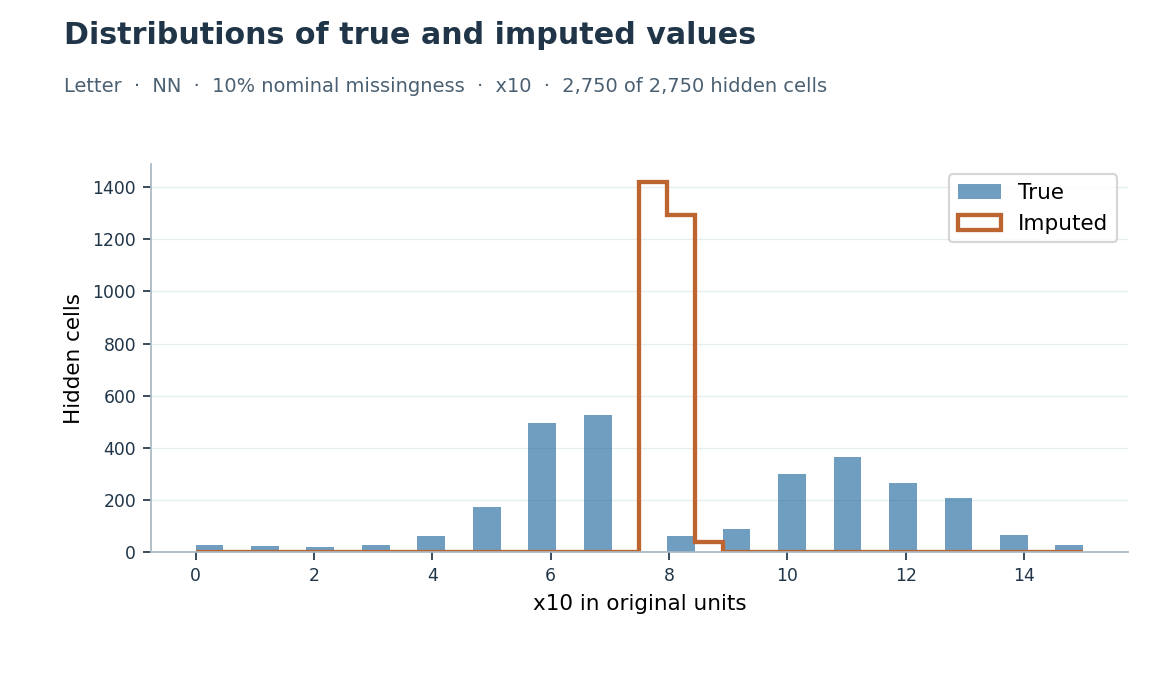 Distributions of true and imputed values
Letter · NN · 10% nominal missingness · x10 · 2,750 of 2,750 hidden cells
True
Imputed
Hidden cells
1400
1200
1000
800
600
400
200
0
0 2 4 6 8 10 12 14
x10 in original units